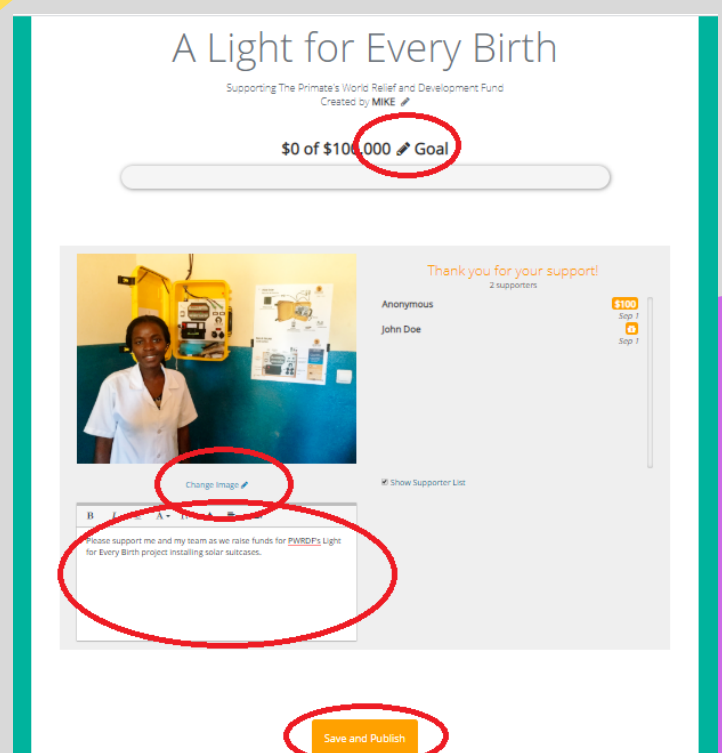 A Light for Every Birth
Supporting The Primate's World Relief and Development Fund
Created by MIKE
$0 of $100,000 Goal
Thank you for your support!
2 supporters
Anonymous $100
Sep 1
John Doe
Sep 1
Change Image
Show Supporter List
B I A
Please support me and my team as we raise funds for PWRDF's Light
for Every Birth project installing solar suitcases.
Save and Publish